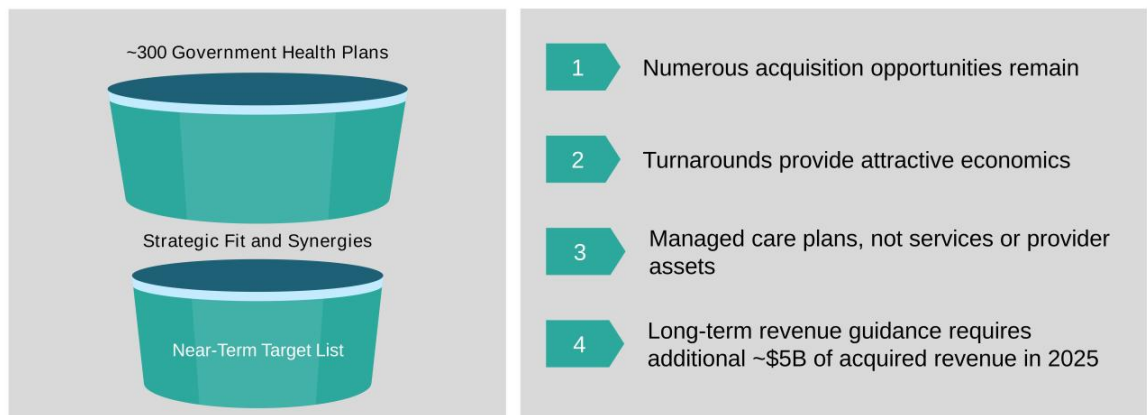 ~300 Government Health Plans
Strategic Fit and Synergies
Near-Term Target List
1
Numerous acquisition opportunities remain
2
Turnarounds provide attractive economics
3
Managed care plans, not services or provider
assets
4
Long-term revenue guidance requires
additional ~$5B of acquired revenue in 2025